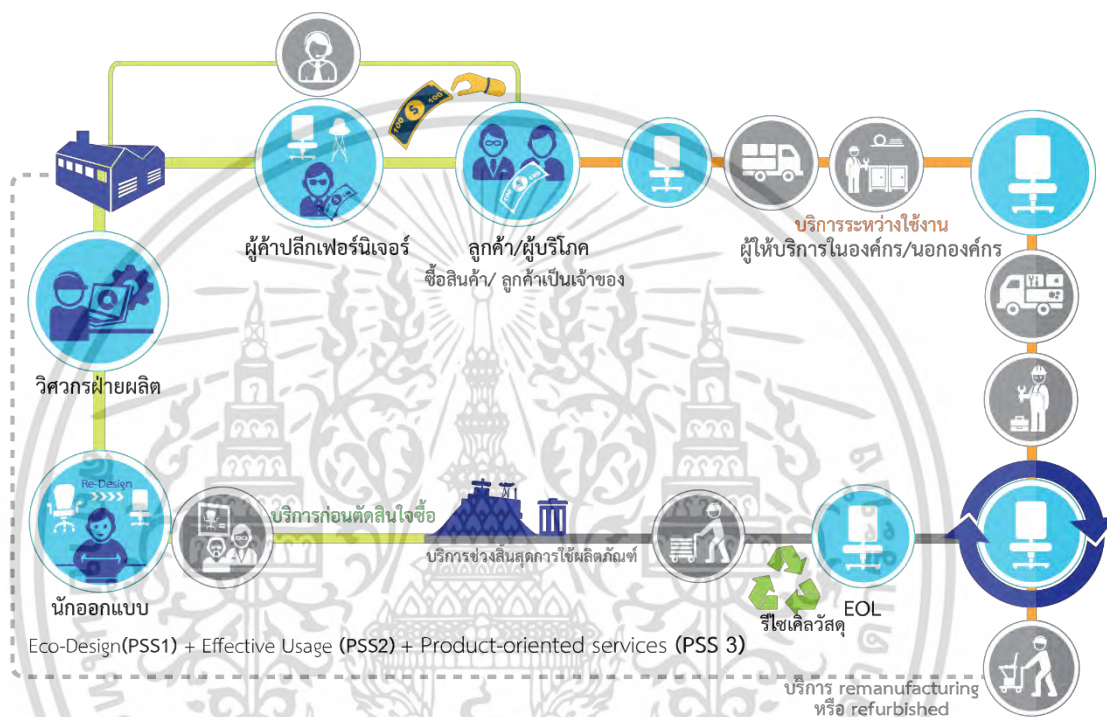 100 $ 100
100 $ 100
ผู้ค้าปลีกเฟอร์นิเจอร์
ลูกค้า/ผู้บริโภค
ซื้อสินค้า/ ลูกค้าเป็นเจ้าของ
บริการระหว่างใช้งาน
ผู้ให้บริการในองค์กร/นอกองค์กร
วิศวกรฝ่ายผลิต
Re-Design
บริการก่อนตัดสินใจซื้อ
บริการช่วงสิ้นสุดการใช้ผลิตภัณฑ์
นักออกแบบ
รีไซเคิลวัสดุ
EOL
Eco-Design(PSS1) + Effective Usage (PSS2) + Product-oriented services (PSS 3)
บริการ remanufacturing
หรือ refurbished